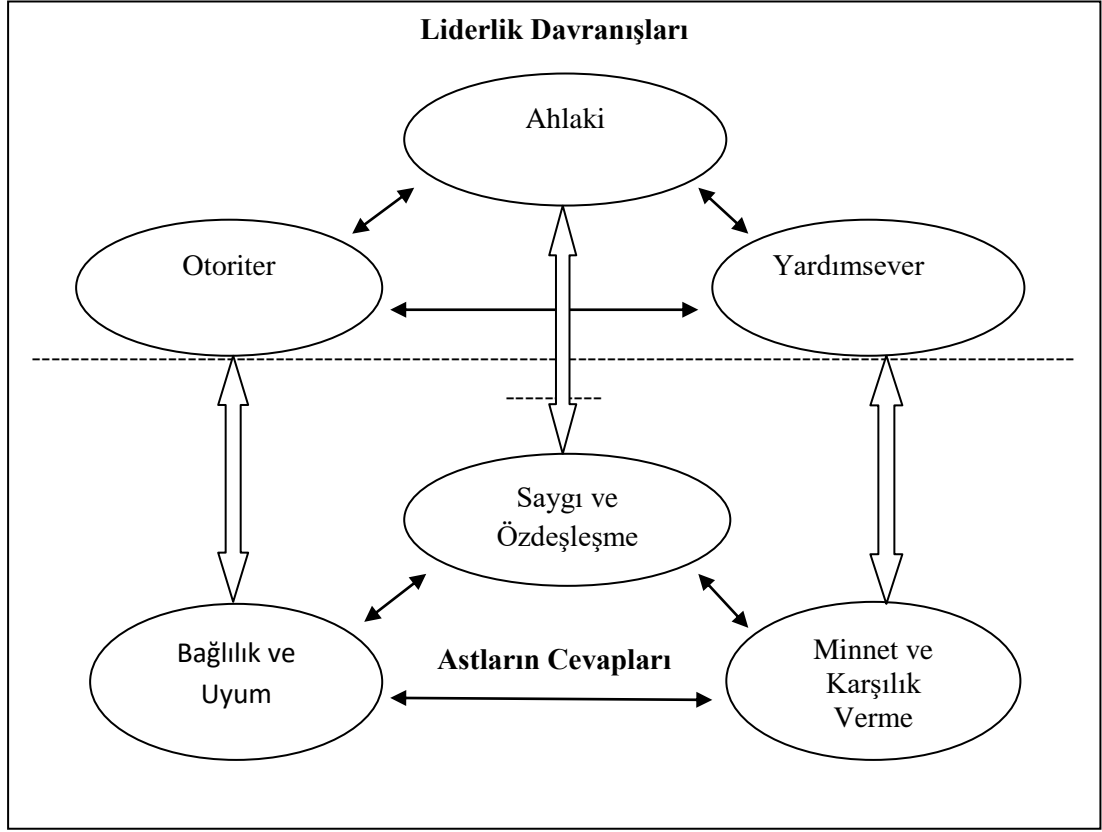 Liderlik Davranışları
Ahlaki
Otoriter
Yardımsever
Saygı ve
Özdeşleşme
Bağlılık ve
Uyum
Astların Cevapları
Minnet ve
Karşılık
Verme